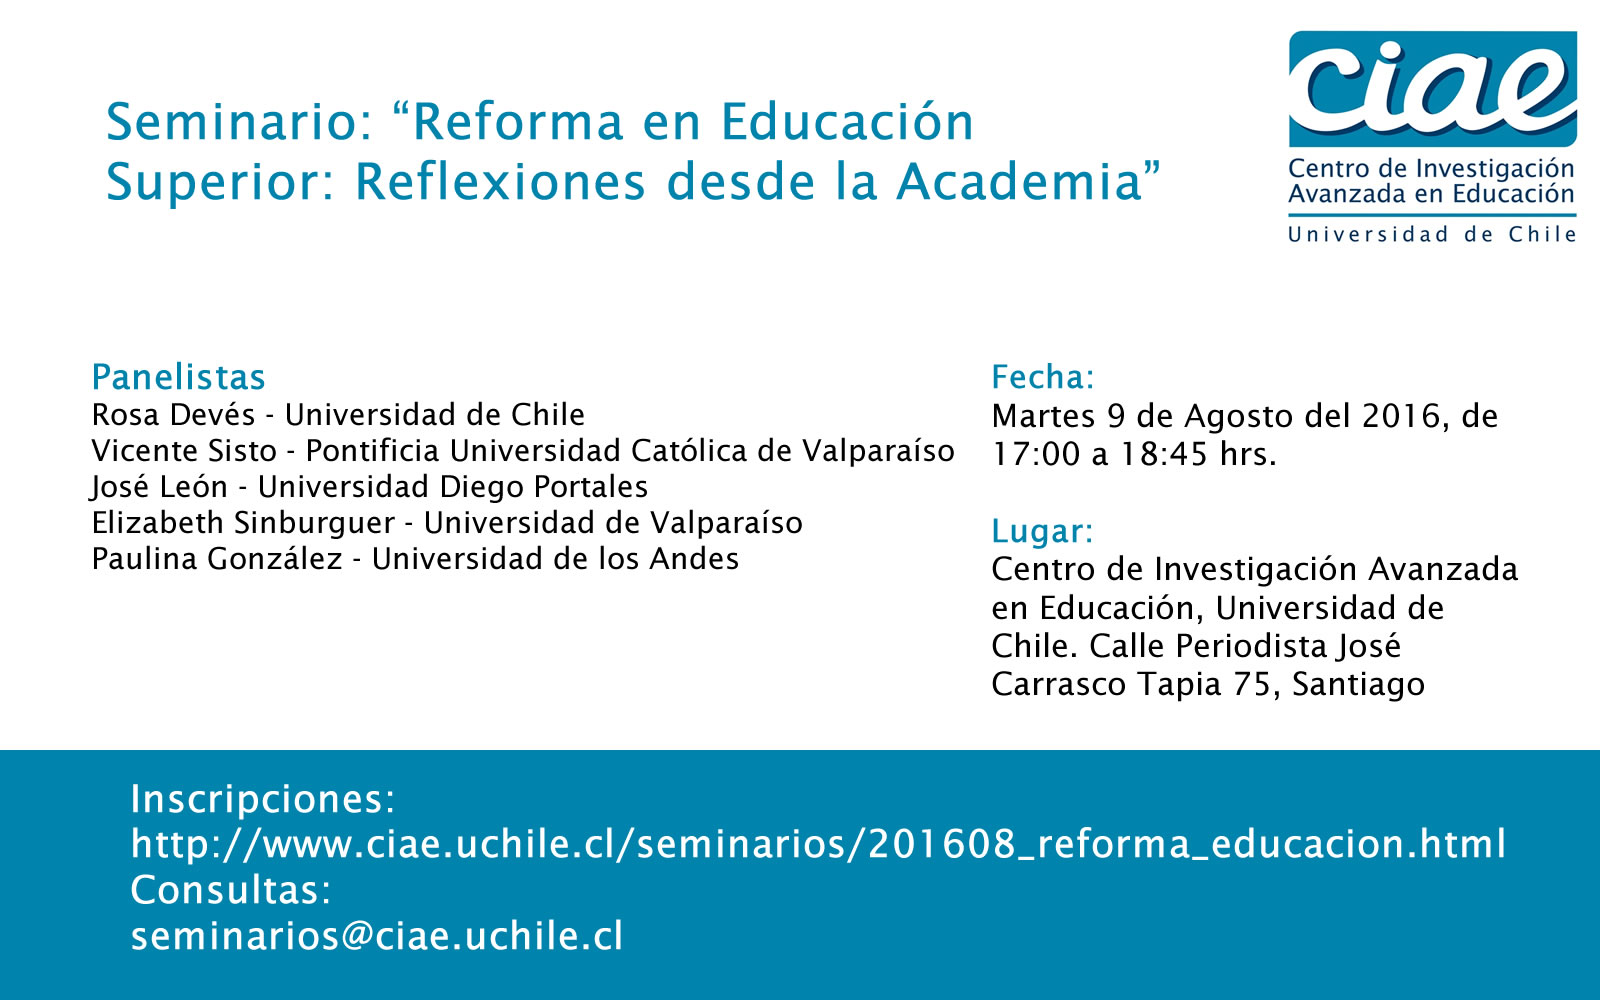 Seminario: “Reforma en Educación
Superior: Reflexiones desde la Academia”
ciae
Centro de Investigación
Avanzada en Educación
Universidad de Chile
Panelistas
Rosa Devés - Universidad de Chile
Vicente Sisto - Pontificia Universidad Católica de Valparaíso
José León - Universidad Diego Portales
Elizabeth Sinburguer - Universidad de Valparaíso
Paulina González - Universidad de los Andes
Fecha:
Martes 9 de Agosto del 2016, de
17:00 a 18:45 hrs.
Lugar:
Centro de Investigación Avanzada
en Educación, Universidad de
Chile. Calle Periodista José
Carrasco Tapia 75, Santiago
Inscripciones:
http://www.ciae.uchile.cl/seminarios/201608_reforma_educacion.html
Consultas:
seminarios@ciae.uchile.cl